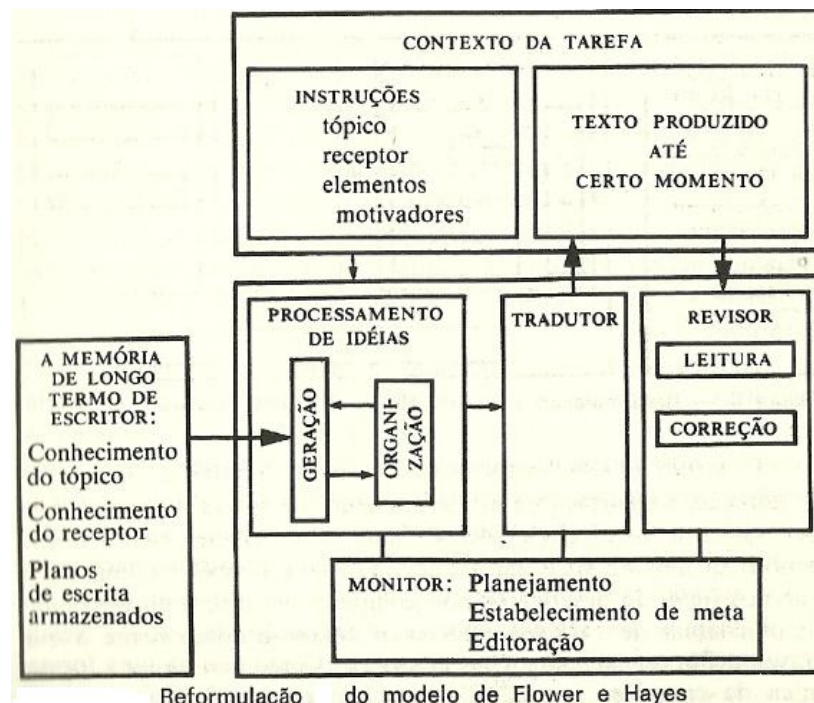 CONTEXTO DA TAREFA
INSTRUÇÕES
tópico
receptor
elementos
motivadores
TEXTO PRODUZIDO
ATÉ
CERTO MOMENTO
A MEMÓRIA
DE LONGO
TERMO DE
ESCRITOR:
Conhecimento
do tópico
Conhecimento
do receptor
Planos
de escrita
armazenados
PROCESSAMENTO
DE IDÉIAS
GERAÇÃO
ORGANI-
ZAÇÃO
TRADUTOR
REVISOR
LEITURA
CORREÇÃO
MONITOR: Planejamento
Estabelecimento de meta
Editoração
Reformulação do modelo de Flower e Hayes